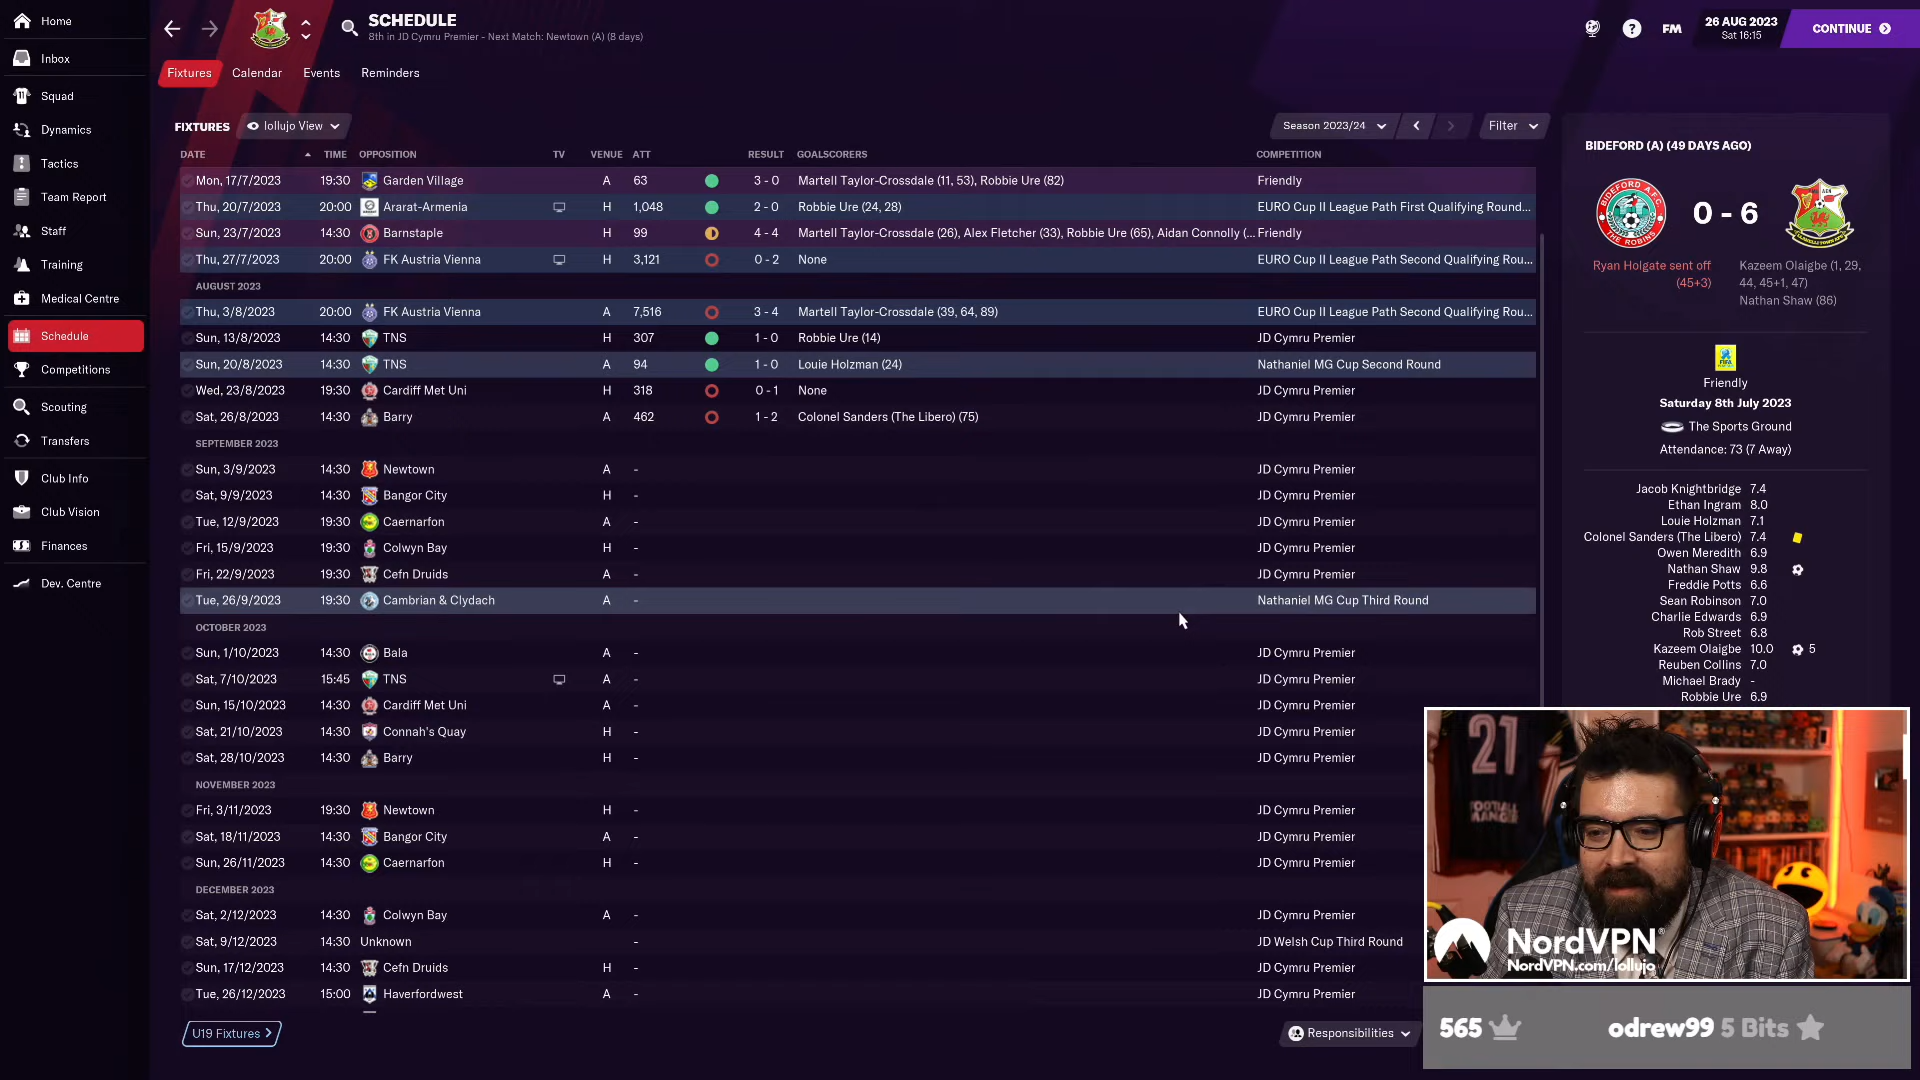 Home
Inbox
Squad
Dynamics
Tactics
Team Report
Staff
Training
Medical Centre
Schedule
Competitions
Scouting
Transfers
Club Info
Club Vision
Finances
Dev. Centre
SCHEDULE
8th in JD Cymru Premier - Next Match: Newtown (A) (8 days)
FM
26 AUG 2023
Sat 16:15
CONTINUE
Fixtures Calendar Events Reminders
FIXTURES lollujo View Season 2023/24 Filter
DATE TIME OPPOSITION TV VENUE ATT RESULT GOALSCORERS COMPETITION
Mon, 17/7/2023 19:30 Garden Village A 63 3 - 0 Martell Taylor-Crossdale (11, 53), Robbie Ure (82) Friendly
Thu, 20/7/2023 20:00 Ararat-Armenia H 1,048 2 - 0 Robbie Ure (24, 28) EURO Cup II League Path First Qualifying Round...
Sun, 23/7/2023 14:30 Barnstaple H 99 4 - 4 Martell Taylor-Crossdale (26), Alex Fletcher (33), Robbie Ure (65), Aidan Connolly (... Friendly
Thu, 27/7/2023 20:00 FK Austria Vienna H 3,121 0 - 2 None EURO Cup II League Path Second Qualifying Rou...
AUGUST 2023
Thu, 3/8/2023 20:00 FK Austria Vienna A 7,516 3 - 4 Martell Taylor-Crossdale (39, 64, 89) EURO Cup II League Path Second Qualifying Rou...
Sun, 13/8/2023 14:30 TNS H 307 1 - 0 Robbie Ure (14) JD Cymru Premier
Sun, 20/8/2023 14:30 TNS A 94 1 - 0 Louie Holzman (24) Nathaniel MG Cup Second Round
Wed, 23/8/2023 19:30 Cardiff Met Uni H 318 0 - 1 None JD Cymru Premier
Sat, 26/8/2023 14:30 Barry A 462 1 - 2 Colonel Sanders (The Libero) (75) JD Cymru Premier
SEPTEMBER 2023
Sun, 3/9/2023 14:30 Newtown A - JD Cymru Premier
Sat, 9/9/2023 14:30 Bangor City H - JD Cymru Premier
Tue, 12/9/2023 19:30 Caernarfon A - JD Cymru Premier
Fri, 15/9/2023 19:30 Colwyn Bay H - JD Cymru Premier
Fri, 22/9/2023 19:30 Cefn Druids A - JD Cymru Premier
Tue, 26/9/2023 19:30 Cambrian & Clydach A - Nathaniel MG Cup Third Round
OCTOBER 2023
Sun, 1/10/2023 14:30 Bala A - JD Cymru Premier
Sat, 7/10/2023 15:45 TNS A - JD Cymru Premier
Sun, 15/10/2023 14:30 Cardiff Met Uni A - JD Cymru Premier
Sat, 21/10/2023 14:30 Connah's Quay H - JD Cymru Premier
Sat, 28/10/2023 14:30 Barry H - JD Cymru Premier
NOVEMBER 2023
Fri, 3/11/2023 19:30 Newtown H - JD Cymru Premier
Sat, 18/11/2023 14:30 Bangor City A - JD Cymru Premier
Sun, 26/11/2023 14:30 Caernarfon H - JD Cymru Premier
DECEMBER 2023
Sat, 2/12/2023 14:30 Colwyn Bay A - JD Cymru Premier
Sat, 9/12/2023 14:30 Unknown - JD Welsh Cup Third Round
Sun, 17/12/2023 14:30 Cefn Druids H - JD Cymru Premier
Tue, 26/12/2023 15:00 Haverfordwest A - JD Cymru Premier
U19 Fixtures
Responsibilities
BIDEFORD (A) (49 DAYS AGO)
0 - 6
Ryan Holgate sent off
(45+3)
Kazeem Olaigbe (1, 29,
44, 45+1, 47)
Nathan Shaw (86)
Friendly
Saturday 8th July 2023
The Sports Ground
Attendance: 73 (7 Away)
Jacob Knightbridge 7.4
Ethan Ingram 8.0
Louie Holzman 7.1
Colonel Sanders (The Libero) 7.4
Owen Meredith 6.9
Nathan Shaw 9.8
Freddie Potts 6.6
Sean Robinson 7.0
Charlie Edwards 6.9
Rob Street 6.8
Kazeem Olaigbe 10.0 5
Reuben Collins 7.0
Michael Brady -
Robbie Ure 6.9
21
NordVPN®
NordVPN.com/lollujo
565
odrew99 5 Bits